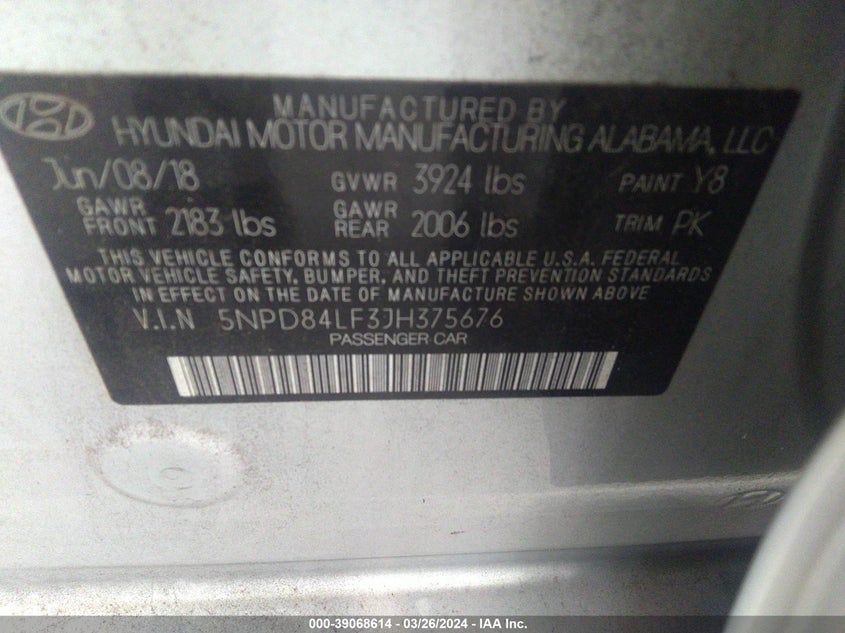 MANUFACTURED BY
HYUNDAI MOTOR MANUFACTURING ALABAMA, LLC
Jun/08/18 GVWR 3924 lbs PAINT Y8
GAWR FRONT 2183 lbs GAWR REAR 2006 lbs TRIM PK
THIS VEHICLE CONFORMS TO ALL APPLICABLE U.S.A. FEDERAL
MOTOR VEHICLE SAFETY, BUMPER, AND THEFT PREVENTION STANDARDS
IN EFFECT ON THE DATE OF MANUFACTURE SHOWN ABOVE
V.I.N 5NPD84LF3JH375676
PASSENGER CAR
000-39068614 - 03/26/2024 - IAA Inc.